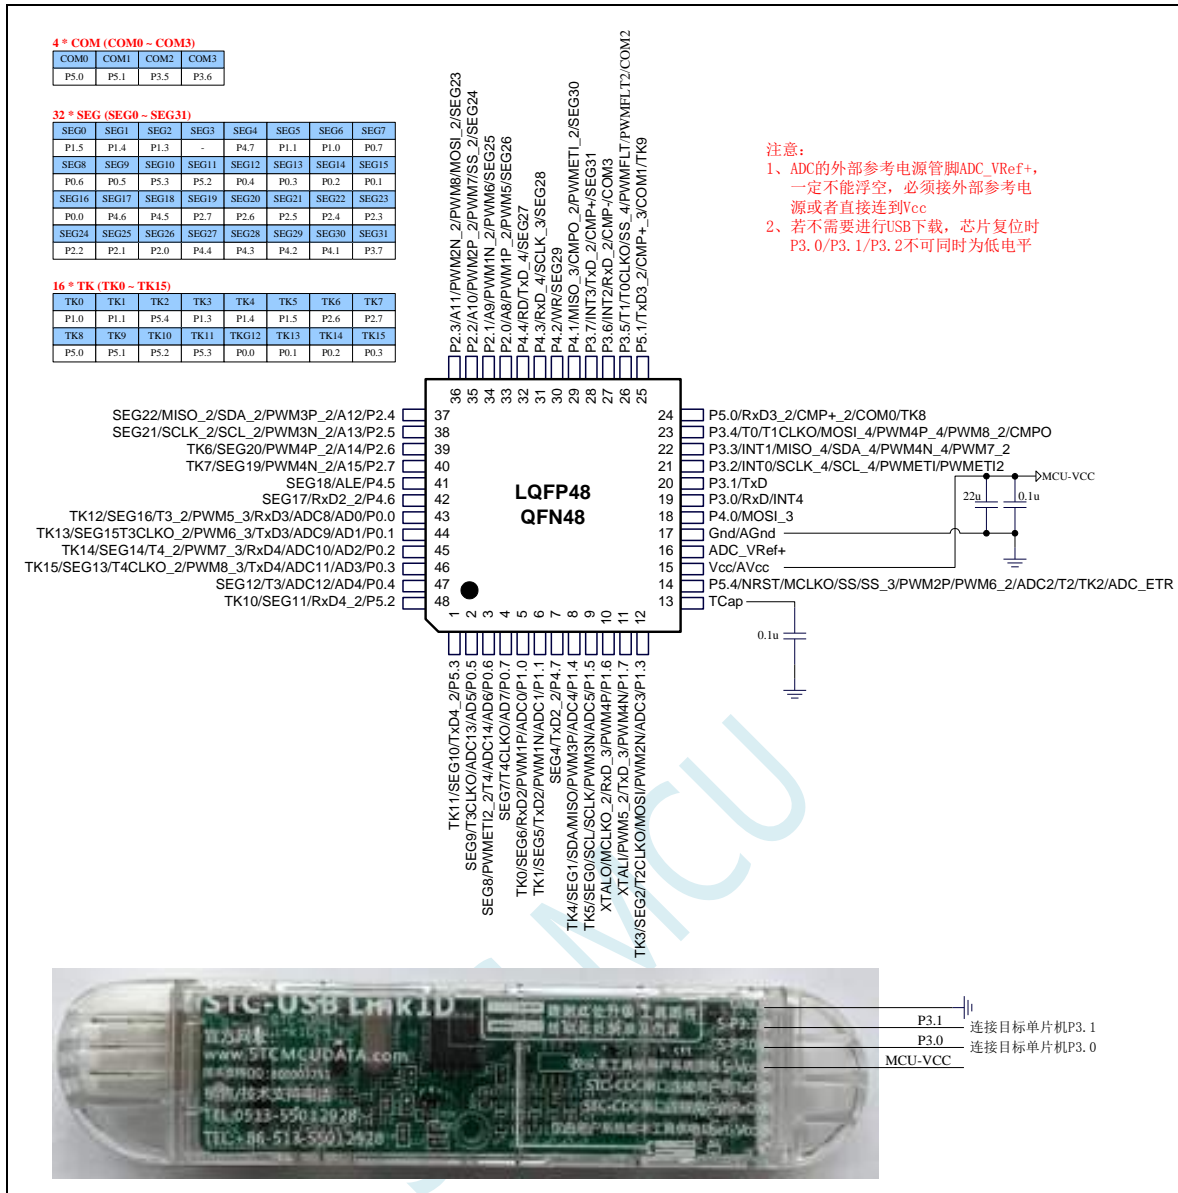 4 * COM (COM0 ~ COM3)
COM0 COM1 COM2 COM3
P5.0 P5.1 P3.5 P3.6
32 * SEG (SEG0 ~ SEG31)
SEG0 SEG1 SEG2 SEG3 SEG4 SEG5 SEG6 SEG7
P1.5 P1.4 P1.3 - P4.7 P1.1 P1.0 P0.7
SEG8 SEG9 SEG10 SEG11 SEG12 SEG13 SEG14 SEG15
P0.6 P0.5 P5.3 P5.2 P0.4 P0.3 P0.2 P0.1
SEG16 SEG17 SEG18 SEG19 SEG20 SEG21 SEG22 SEG23
P0.0 P4.6 P4.5 P2.7 P2.6 P2.5 P2.4 P2.3
SEG24 SEG25 SEG26 SEG27 SEG28 SEG29 SEG30 SEG31
P2.2 P2.1 P2.0 P4.4 P4.3 P4.2 P4.1 P3.7
16 * TK (TK0 ~ TK15)
TK0 TK1 TK2 TK3 TK4 TK5 TK6 TK7
P1.0 P1.1 P5.4 P1.3 P1.4 P1.5 P2.6 P2.7
TK8 TK9 TK10 TK11 TKG12 TK13 TK14 TK15
P5.0 P5.1 P5.2 P5.3 P0.0 P0.1 P0.2 P0.3
P2.3/A11/PWM2N_2/PWM8/MOSI_2/SEG23
P2.2/A10/PWM2P_2/PWM7/SS_2/SEG24
P2.1/A9/PWM1N_2/PWM6/SEG25
P2.0/A8/PWM1P_2/PWM5/SEG26
P4.4/RD/TxD_4/SEG27
P4.3/RxD_4/SCLK_3/SEG28
P4.2/WR/SEG29
P4.1/MISO_3/CMPO_2/PWMETI_2/SEG30
P3.7/INT3/TxD_2/CMP+/SEG31
P3.6/INT2/RxD_2/CMP-/COM3
P3.5/T1/T0CLKO/SS_4/PWMFLT/PWMFLT2/COM2
P5.1/TxD3_2/CMP+_3/COM1/TK9
注意:
1、ADC的外部参考电源管脚ADC_VRef+,
一定不能浮空，必须接外部参考电
源或者直接连到Vcc
2、若不需要进行USB下载，芯片复位时
P3.0/P3.1/P3.2不可同时为低电平
36 35 34 33 32 31 30 29 28 27 26 25
SEG22/MISO_2/SDA_2/PWM3P_2/A12/P2.4 37
SEG21/SCLK_2/SCL_2/PWM3N_2/A13/P2.5 38
TK6/SEG20/PWM4P_2/A14/P2.6 39
TK7/SEG19/PWM4N_2/A15/P2.7 40
SEG18/ALE/P4.5 41
SEG17/RxD2_2/P4.6 42
TK12/SEG16/T3_2/PWM5_3/RxD3/ADC8/AD0/P0.0 43
TK13/SEG15T3CLKO_2/PWM6_3/TxD3/ADC9/AD1/P0.1 44
TK14/SEG14/T4_2/PWM7_3/RxD4/ADC10/AD2/P0.2 45
TK15/SEG13/T4CLKO_2/PWM8_3/TxD4/ADC11/AD3/P0.3 46
SEG12/T3/ADC12/AD4/P0.4 47
TK10/SEG11/RxD4_2/P5.2 48
LQFP48
QFN48
24 P5.0/RxD3_2/CMP+_2/COM0/TK8
23 P3.4/T0/T1CLKO/MOSI_4/PWM4P_4/PWM8_2/CMPO
22 P3.3/INT1/MISO_4/SDA_4/PWM4N_4/PWM7_2
21 P3.2/INT0/SCLK_4/SCL_4/PWMETI/PWMETI2
20 P3.1/TxD
19 P3.0/RxD/INT4
18 P4.0/MOSI_3
17 Gnd/AGnd
16 ADC_VRef+
15 Vcc/AVcc
14 P5.4/NRST/MCLKO/SS/SS_3/PWM2P/PWM6_2/ADC2/T2/TK2/ADC_ETR
13 TCap
MCU-VCC
22u 0.1u
0.1u
1 2 3 4 5 6 7 8 9 10 11 12
TK11/SEG10/TxD4_2/P5.3
SEG9/T3CLKO/ADC13/AD5/P0.5
SEG8/PWMETI2_2/T4/ADC14/AD6/P0.6
SEG7/T4CLKO/AD7/P0.7
TK0/SEG6/RxD2/PWM1P/ADC0/P1.0
TK1/SEG5/TxD2/PWM1N/ADC1/P1.1
SEG4/TxD2_2/P4.7
TK4/SEG1/SDA/MISO/PWM3P/ADC4/P1.4
TK5/SEG0/SCL/SCLK/PWM3N/ADC5/P1.5
XTALO/MCLKO_2/RxD_3/PWM4P/P1.6
XTALI/PWM5_2/TxD_3/PWM4N/P1.7
TK3/SEG2/T2CLKO/MOSI/PWM2N/ADC3/P1.3
MCU
STC-USB Link1D
www.STCMCUDATA.com
TEL:0513-55012928
TEL:+86-513-55012928
P3.1 连接目标单片机P3.1
P3.0 连接目标单片机P3.0
MCU-VCC